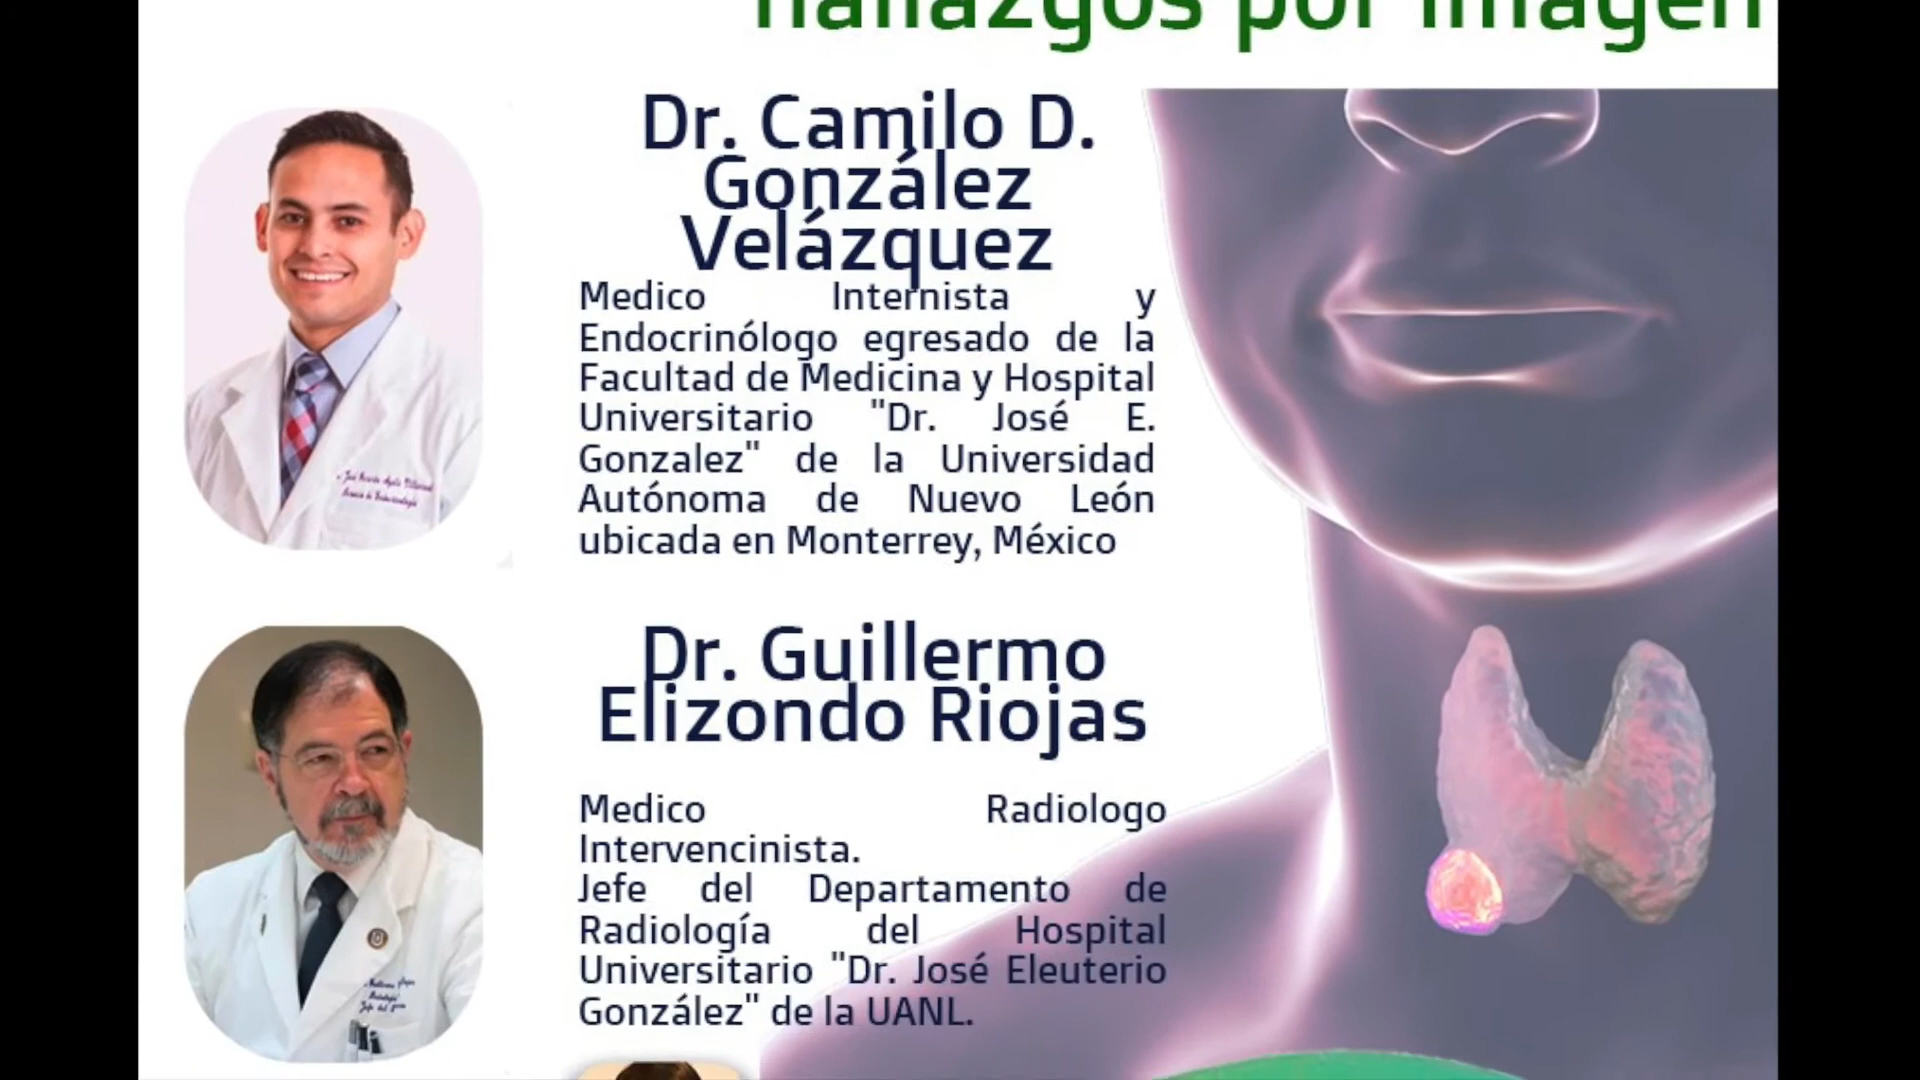 hallazgos por imagen
Dr. Camilo D.
González
Velázquez
Medico Internista y
Endocrinólogo egresado de la
Facultad de Medicina y Hospital
Universitario "Dr. José E.
Gonzalez" de la Universidad
Autónoma de Nuevo León
ubicada en Monterrey, México
Dr. Guillermo
Elizondo Riojas
Medico Radiologo
Intervencinista.
Jefe del Departamento de
Radiología del Hospital
Universitario "Dr. José Eleuterio
González" de la UANL.